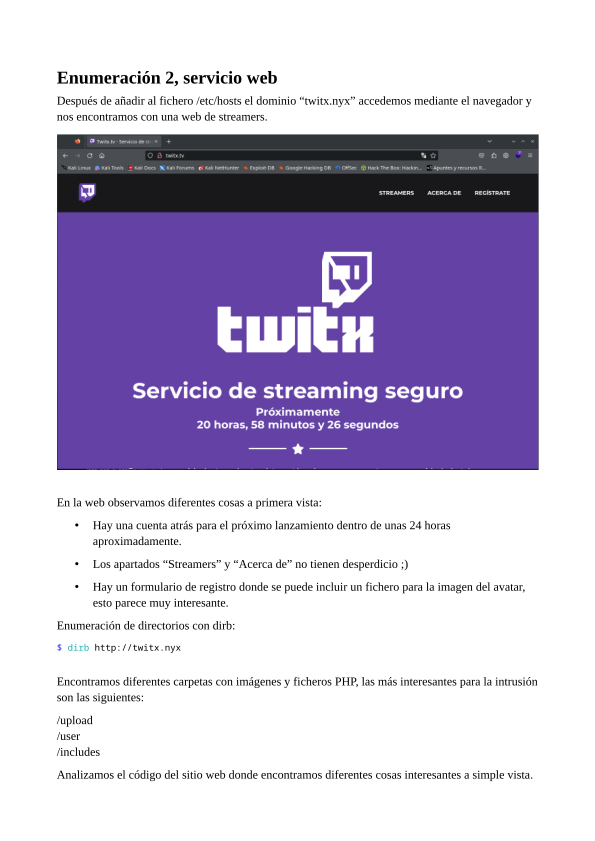 Enumeración 2, servicio web
Después de añadir al fichero /etc/hosts el dominio “twitx.nyx” accedemos mediante el navegador y
nos encontramos con una web de streamers.
Twitx.tv - Servicio de str
twitx.tv
Kali Linux Kali Tools Kali Docs Kali Forums Kali NetHunter Exploit-DB Google Hacking DB OffSec Hack The Box: Hackin... Apuntes y recursos R...
STREAMERS ACERCA DE REGÍSTRATE
twitx
Servicio de streaming seguro
Próximamente
20 horas, 58 minutos y 26 segundos
En la web observamos diferentes cosas a primera vista:
• Hay una cuenta atrás para el próximo lanzamiento dentro de unas 24 horas
aproximadamente.
• Los apartados “Streamers” y “Acerca de” no tienen desperdicio ;)
• Hay un formulario de registro donde se puede incluir un fichero para la imagen del avatar,
esto parece muy interesante.
Enumeración de directorios con dirb:
$ dirb http://twitx.nyx
Encontramos diferentes carpetas con imágenes y ficheros PHP, las más interesantes para la intrusión
son las siguientes:
/upload
/user
/includes
Analizamos el código del sitio web donde encontramos diferentes cosas interesantes a simple vista.